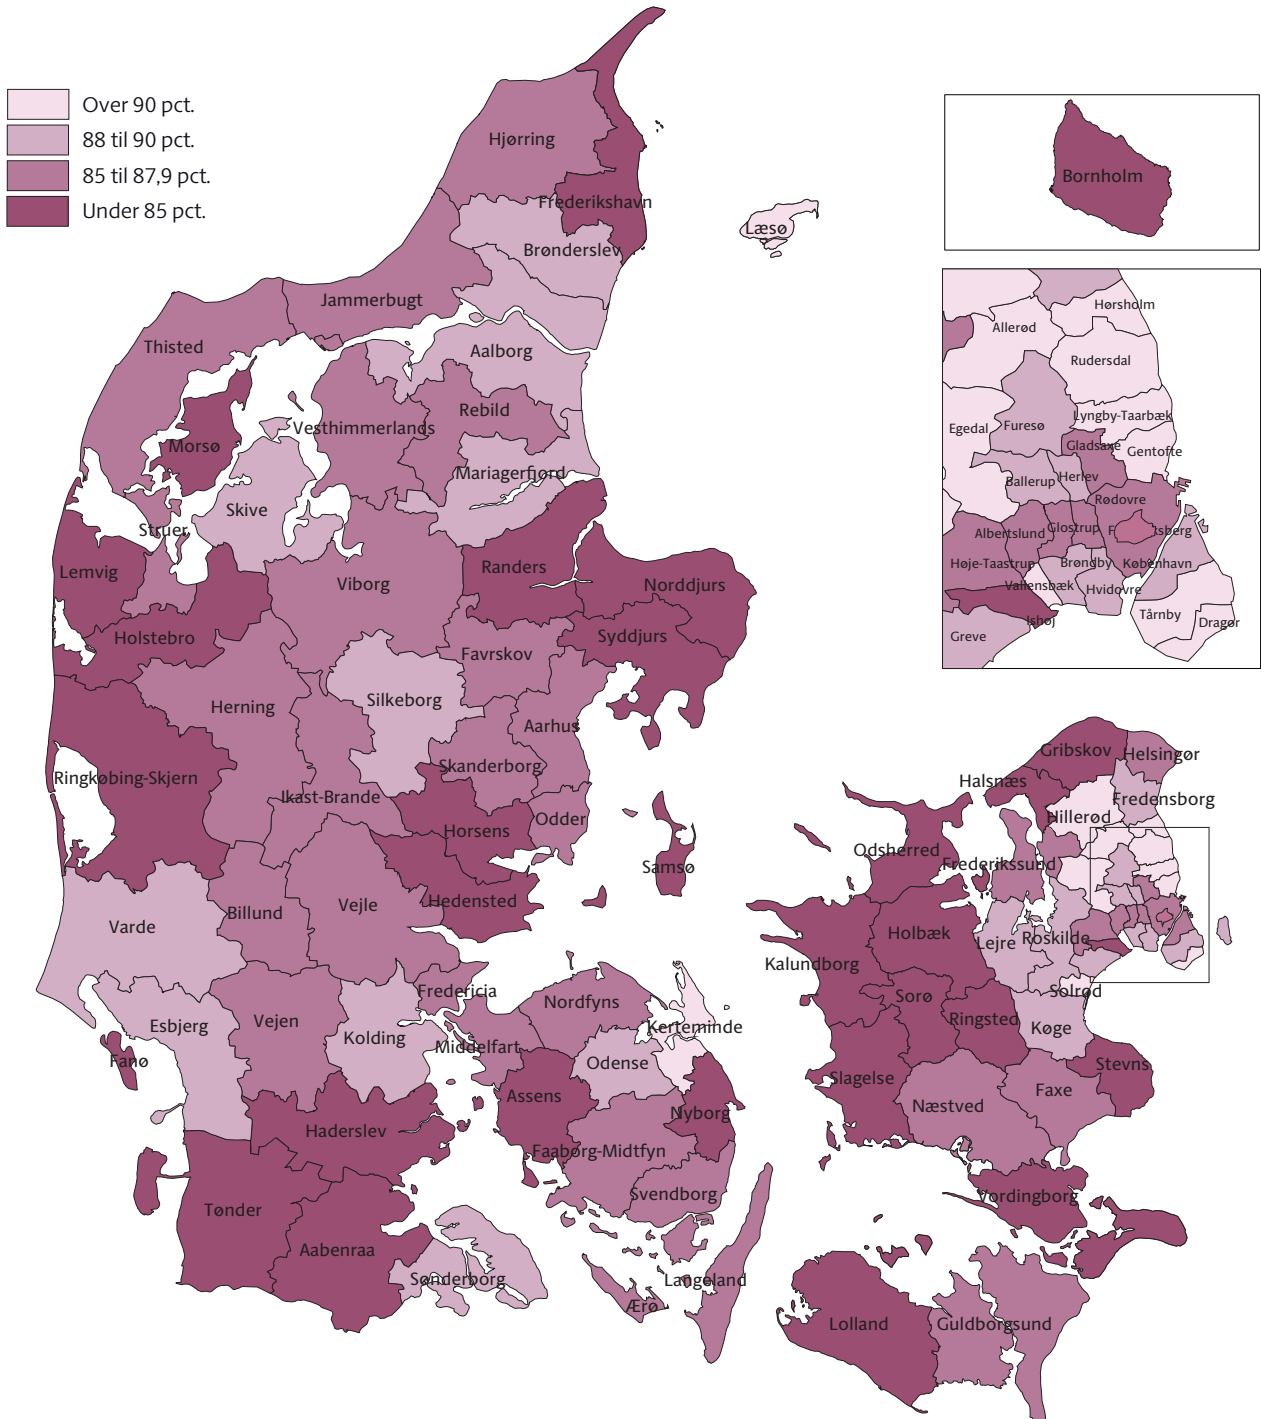 Over 90 pct.
88 til 90 pct.
85 til 87,9 pct.
Under 85 pct.
Hjørring
Frederikshavn
Læsø
Brønderslev
Jammerbugt
Thisted
Aalborg
Rebild
Vesthimmerlands
Morsø
Mariagerfjord
Skive
Struer
Lemvig
Viborg
Randers
Norddjurs
Holstebro
Syddjurs
Favrskov
Silkeborg
Herning
Aarhus
Skanderborg
Ringkøbing-Skjern
Ikast-Brande
Horsens
Odder
Samsø
Hedensted
Vejle
Billund
Varde
Fredericia
Nordfyns
Vejen
Esbjerg
Kolding
Kerteminde
Middelfart
Odense
Fanø
Assens
Nyborg
Haderslev
Faaborg-Midtfyn
Svendborg
Tønder
Aabenraa
Sønderborg
Langeland
Ærø
Bornholm
Hørsholm
Allerød
Rudersdal
Lyngby-Taarbæk
Egedal
Furesø
Gladsaxe
Gentofte
Ballerup
Herlev
Rødovre
Albertslund
Glostrup
F
tsberg
Høje-Taastrup
Brøndby
København
Vallensbæk
Hvidovre
Ishøj
Tårnby
Dragør
Greve
Gribskov
Helsingør
Halsnæs
Fredensborg
Hillerød
Odsherred
Frederikssund
Holbæk
Lejre
Roskilde
Kalundborg
Solrød
Sorø
Ringsted
Køge
Stevns
Slagelse
Faxe
Næstved
Vordingborg
Lolland
Guldborgsund